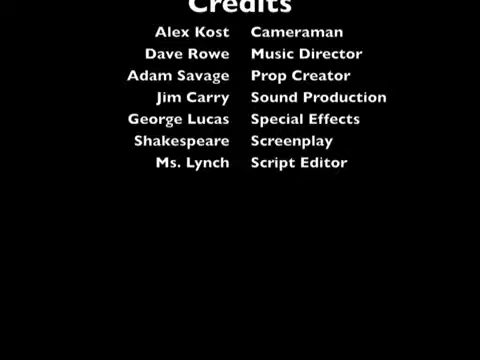 Credits
Alex Kost Cameraman
Dave Rowe Music Director
Adam Savage Prop Creator
Jim Carry Sound Production
George Lucas Special Effects
Shakespeare Screenplay
Ms. Lynch Script Editor